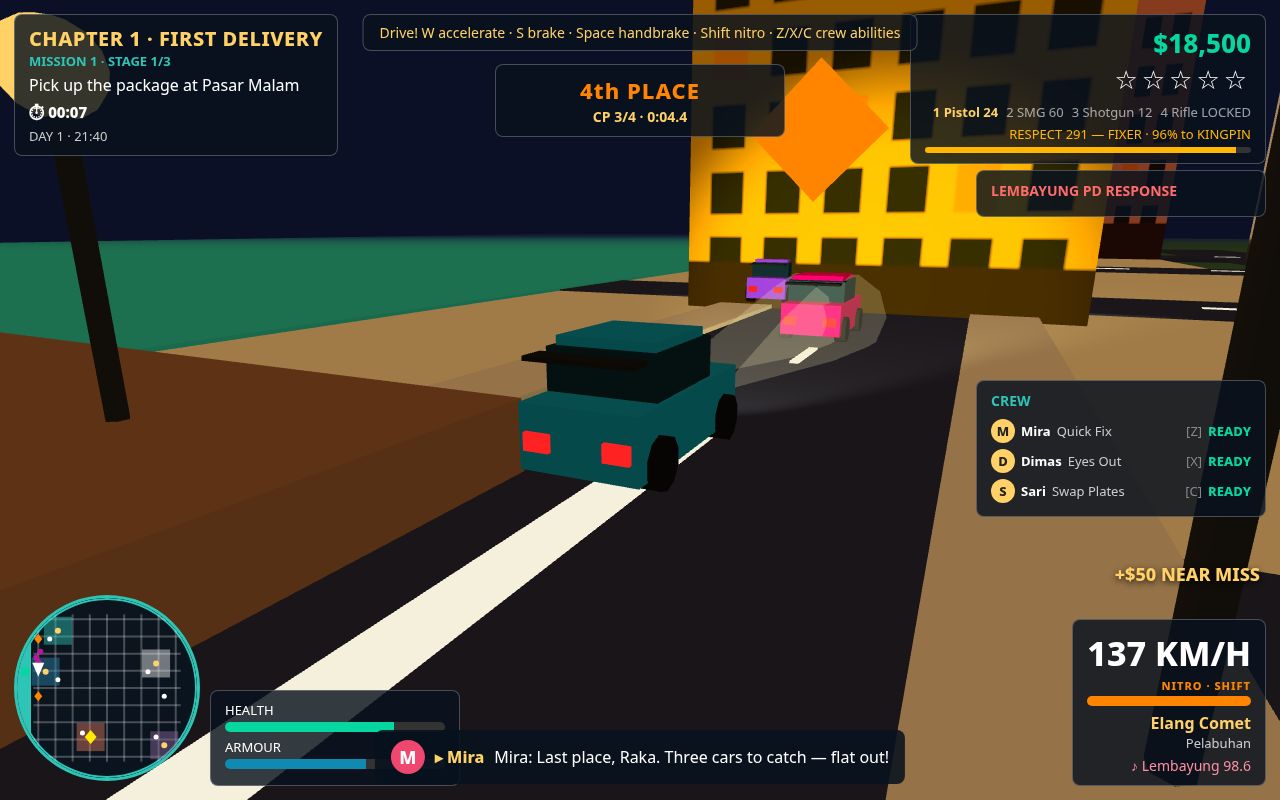 CHAPTER 1 · FIRST DELIVERY
MISSION 1 · STAGE 1/3
Pick up the package at Pasar Malam
⏱ 00:07
DAY 1 · 21:40
Drive! W accelerate · S brake · Space handbrake · Shift nitro · Z/X/C crew abilities
4th PLACE
CP 3/4 · 0:04.4
$18,500
☆ ☆ ☆ ☆ ☆
1 Pistol 24 2 SMG 60 3 Shotgun 12 4 Rifle LOCKED
RESPECT 291 — FIXER · 96% to KINGPIN
LEMBAYUNG PD RESPONSE
CREW
M Mira Quick Fix [Z] READY
D Dimas Eyes Out [X] READY
S Sari Swap Plates [C] READY
+$50 NEAR MISS
137 KM/H
NITRO · SHIFT
Elang Comet
Pelabuhan
♪ Lembayung 98.6
HEALTH
ARMOUR
M ▸ Mira Mira: Last place, Raka. Three cars to catch — flat out!